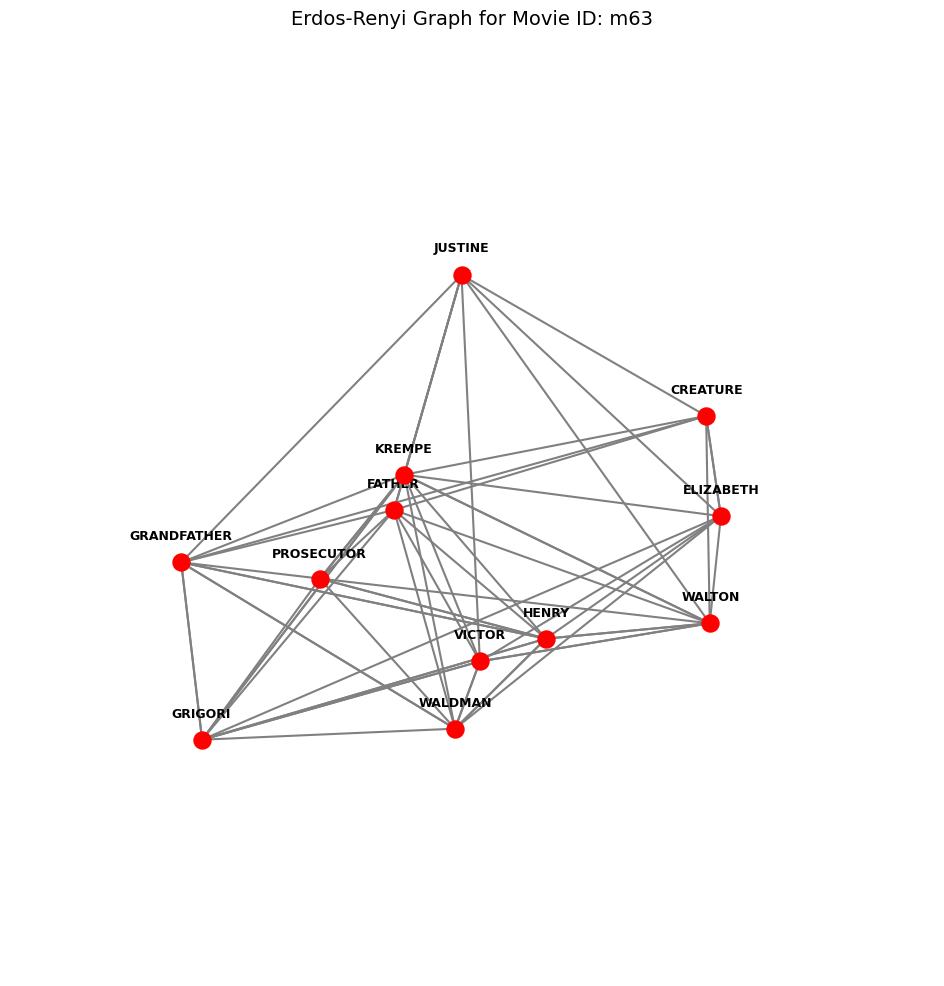 Erdos-Renyi Graph for Movie ID: m63
JUSTINE
CREATURE
KREMPE
FATHER
ELIZABETH
GRANDFATHER
PROSECUTOR
WALTON
HENRY
VICTOR
WALDMAN
GRIGORI